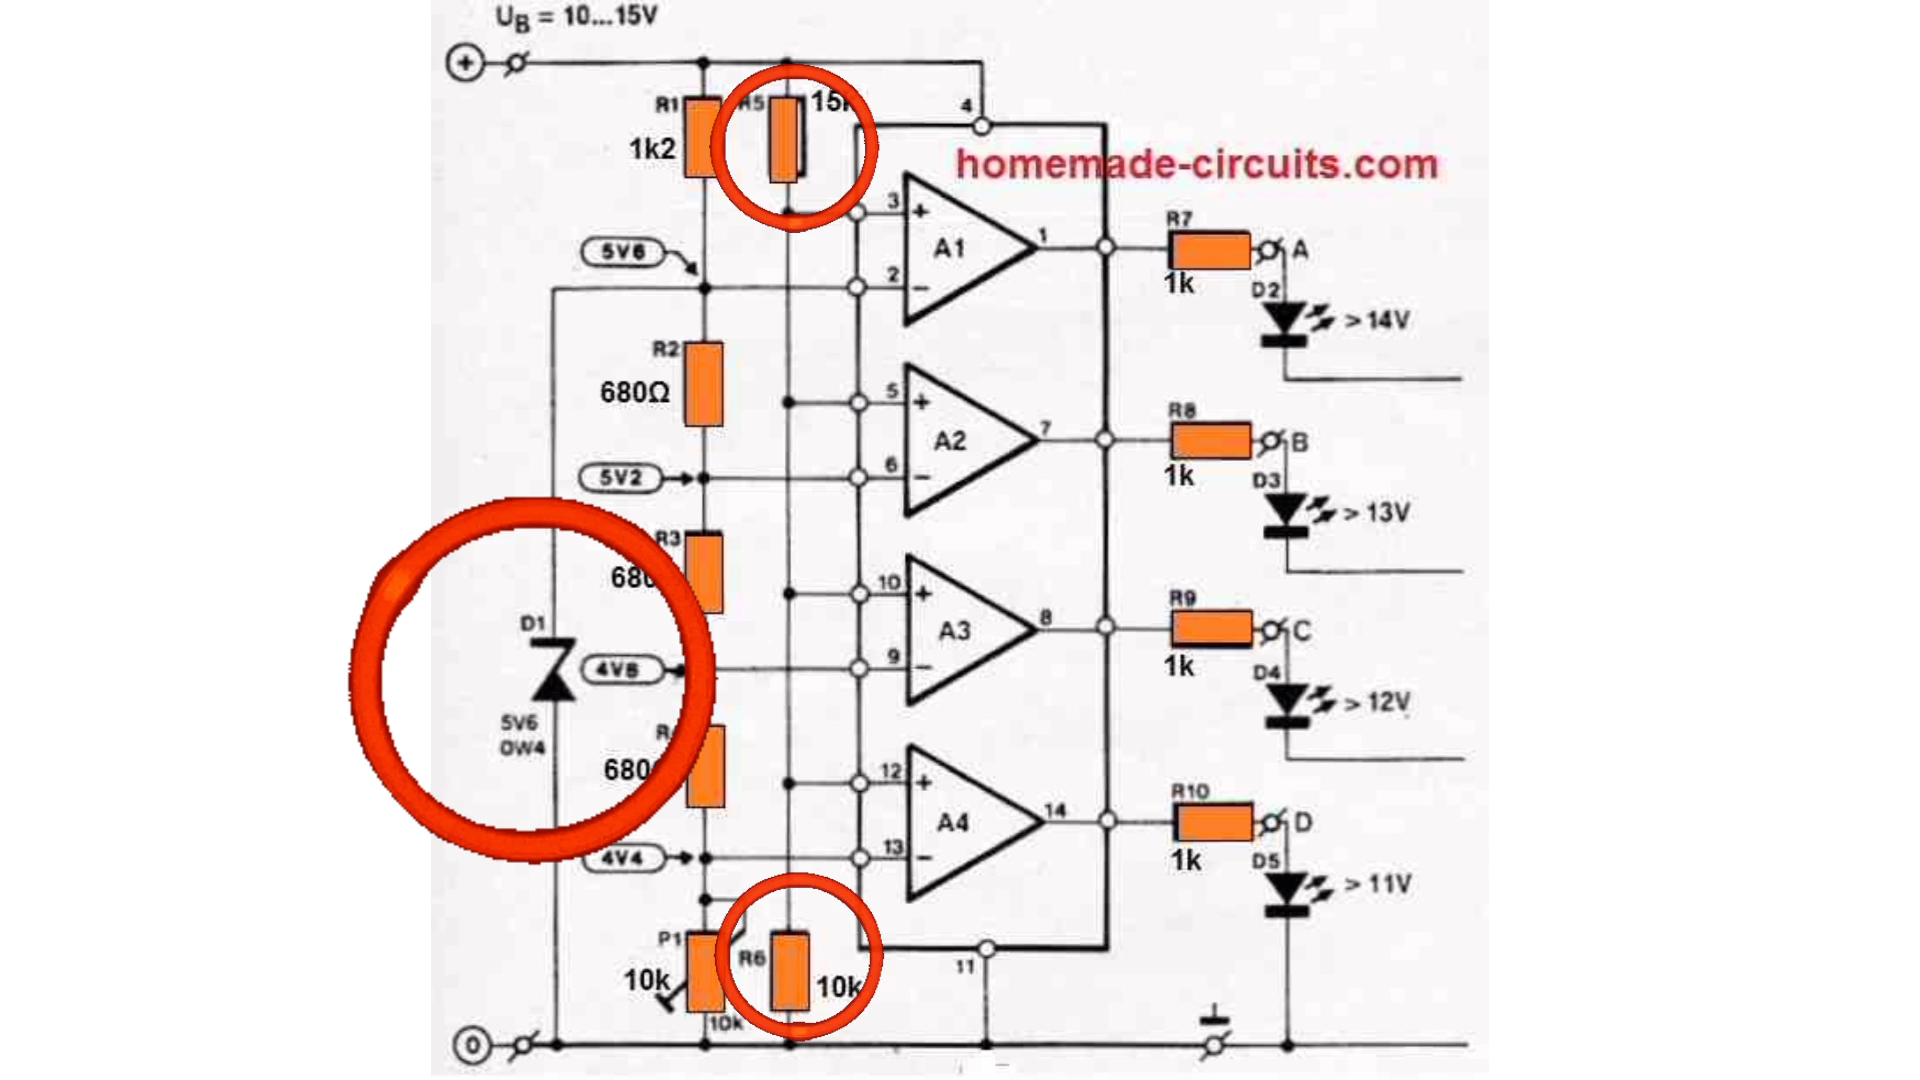 UB = 10...15V
+
R1
1k2
R5
4
homemade-circuits.com
3
+
A1
1
2
−
5V6
R7
1k
A
D2
> 14V
R2
680Ω
5
+
A2
7
6
−
5V2
R8
1k
B
D3
> 13V
R3
10
+
A3
8
9
−
R9
1k
C
D4
> 12V
D1
5V6
0W4
12
+
A4
14
13
−
4V4
R10
1k
D
D5
> 11V
P1
10k
10k
R6
10k
11
0